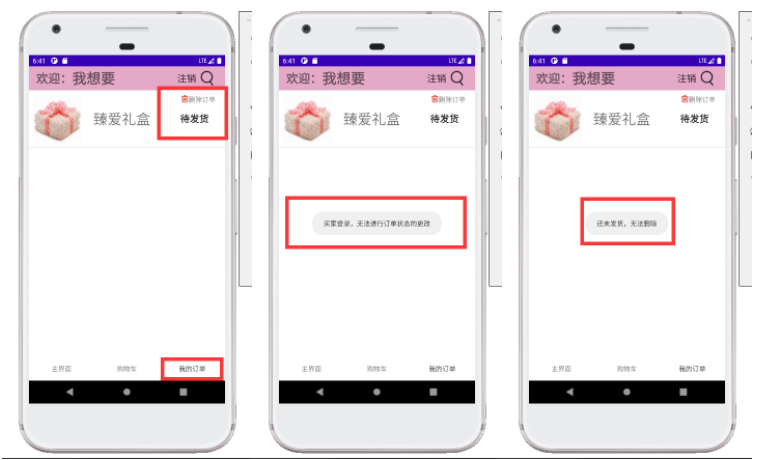 6:41
LTE
欢迎：我想要
注销
删除订单
臻爱礼盒
待发货
主界面
购物车
我的订单
6:41
LTE
欢迎：我想要
注销
删除订单
臻爱礼盒
待发货
买家登录，无法进行订单状态的更改
主界面
购物车
我的订单
6:41
LTE
欢迎：我想要
注销
删除订单
臻爱礼盒
待发货
还未发货，无法删除
主界面
购物车
我的订单